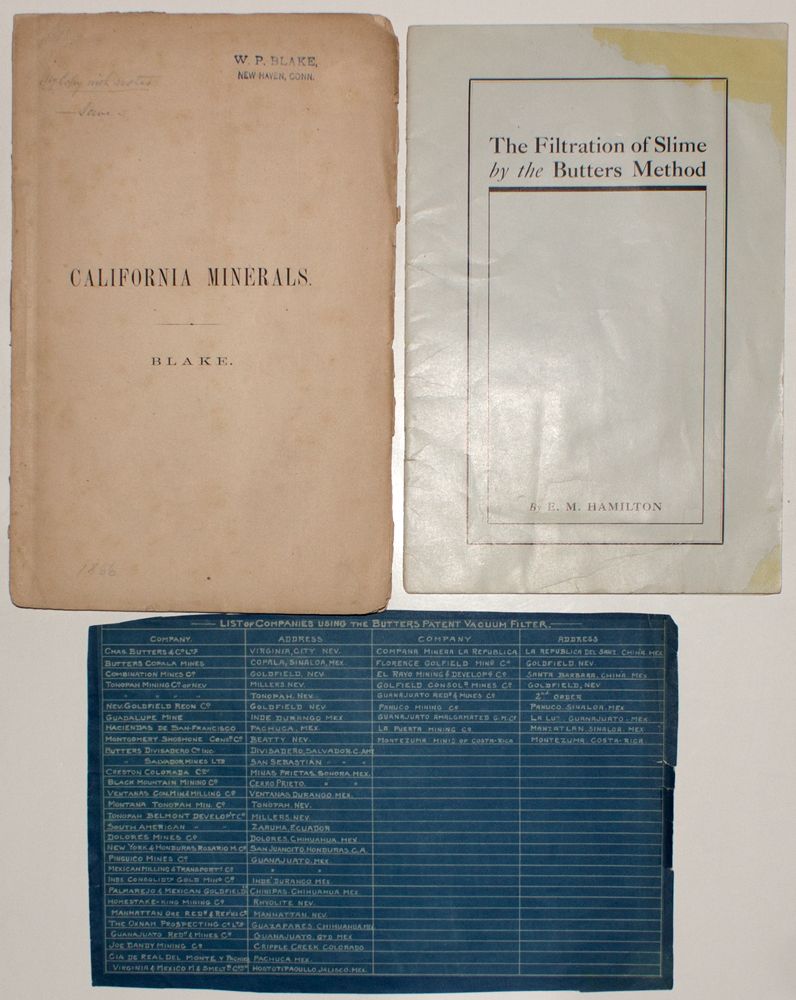 W. P. BLAKE,
NEW HAVEN, CONN.
CALIFORNIA MINERALS.
BLAKE.
1866
The Filtration of Slime
by the Butters Method
By E. M. HAMILTON
LIST OF COMPANIES USING THE BUTTERS PATENT VACUUM FILTER.
COMPANY. ADDRESS COMPANY ADDRESS
CHAS. BUTTERS & CO LTD VIRGINIA CITY NEV. COMPANA MINERA LA REPUBLICA LA REPUBLICA DEL SANT. CHIHA. MEX
BUTTERS COPALA MINES COPALA, SINALOA, MEX. FLORENCE GOLFIELD MING CO GOLDFIELD, NEV.
COMBINATION MINES CO GOLDFIELD, NEV. EL RAYO MINING & DEVELOPG CO SANTA BARBARA, CHINA MEX
TONOPAH MINING CO OF NEV MILLERS NEV. GOLFIELD CONSOLD MINES CO GOLDFIELD, NEV
" " TONOPAH. NEV. GUANAJUATO REDN & MINES CO 2ND ORDER
NEV. GOLDFIELD REDN CO GOLDFIELD NEV PANUCO MINING CO PANUCO. SINALOA. MEX
GUADALUPE MINE INDE DURANGO MEX GUANAJUATO AMALGAMATED G.M. CO LA LUZ GUANAJUATO. MEX.
HACIENDAS DE SAN-FRANCISCO PACHUCA. MEX. LA PUERTA MINING CO MANZATLAN. SINALOA. MEX.
MONTGOMERY SHOSHONE CONSD CO BEATTY NEV. MONTEZUMA MINES OF COSTA-RICA MONTEZUMA COSTA-RICA
BUTTERS DIVISADERO CO INC. DIVISADERO, SALVADOR, C. AME
" SALVADOR MINES LTD SAN SEBASTIAN " " "
CRESTON COLORADA CO MINAS PRIETAS, SONORA, MEX.
BLACK MOUNTAIN MINING CO CERRO PRIETO. " "
VENTANAS CON. MIN & MILLING CO VENTANAS DURANGO MEX.
MONTANA TONOPAH MIN. CO TONOPAH. NEV.
TONOPAH BELMONT DEVELOPT CO MILLERS. NEV.
SOUTH AMERICAN " " ZARUMA, ECUADOR
DOLORES MINES CO DOLORES, CHIHUAHUA, MEX.
NEW YORK & HONDURAS ROSARIO M. CO SAN JUANCITO, HONDURAS, C.A.
PINGUICO MINES CO GUANAJUATO. MEX
MEXICAN MILLING & TRANSPORT. CO " "
INDE CONSOLIDTD GOLD MING CO INDE' DURANGO. MEX.
PALMAREJO & MEXICAN GOLDFIELD CHINIPAS. CHIHUAHUA MEX.
HOMESTAKE-KING MINING CO RHYOLITE NEV.
MANHATTAN ORE REDN & REF'NG CO MANHATTAN. NEV.
THE OXNAM PROSPECTING CO LTD GUAZAPARES CHIHUAHUA MEX
GUANAJUATO REDN & MINES CO GUANAJUATO GTO MEX
JOE DANDY MINING CO CRIPPLE CREEK COLORADO
CIA DE REAL DEL MONTE Y PACHUCA PACHUCA MEX.
VIRGINIA & MEXICO M & SMELT'G HOSTOTIPAQUILLO JALISCO. MEX.